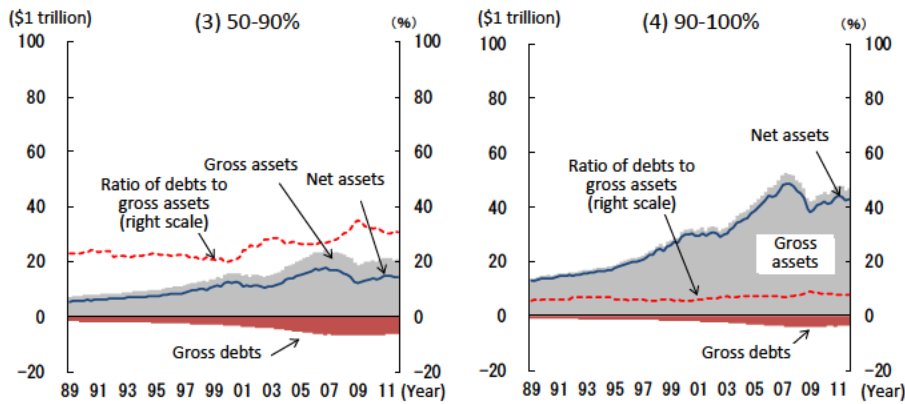 ($1 trillion) (3) 50-90% (%)
100 100
80 80
60 60
40 40
20 20
0 0
−20 −20
Gross assets
Ratio of debts to
gross assets
(right scale)
Net assets
Gross debts
89 91 93 95 97 99 01 03 05 07 09 11 (Year)
($1 trillion) (4) 90-100% (%)
100 100
80 80
60 60
40 40
20 20
0 0
−20 −20
Net assets
Ratio of debts to
gross assets
(right scale)
Gross
assets
Gross debts
89 91 93 95 97 99 01 03 05 07 09 11 (Year)